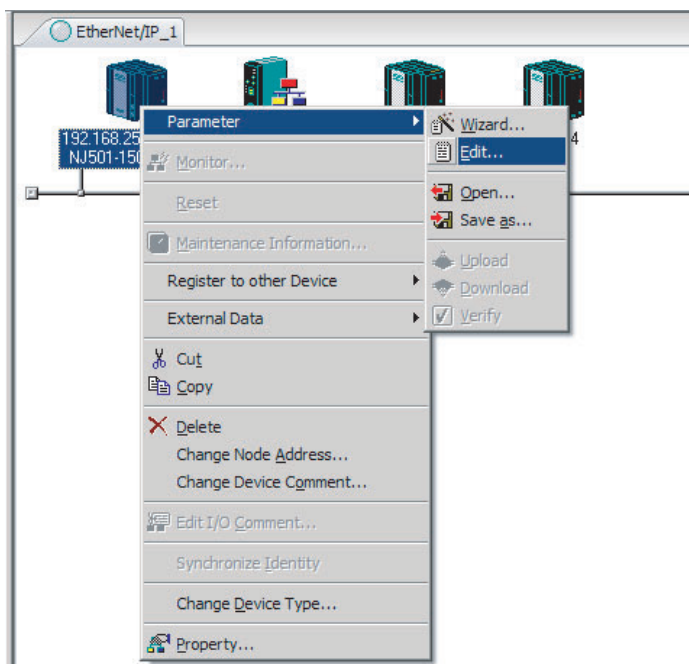 EtherNet/IP_1
192.168.25
NJ501-150
4
Parameter
Monitor...
Reset
Maintenance Information...
Register to other Device
External Data
Cut
Copy
Delete
Change Node Address...
Change Device Comment...
Edit I/O Comment...
Synchronize Identity
Change Device Type...
Property...
Wizard...
Edit...
Open...
Save as...
Upload
Download
Verify